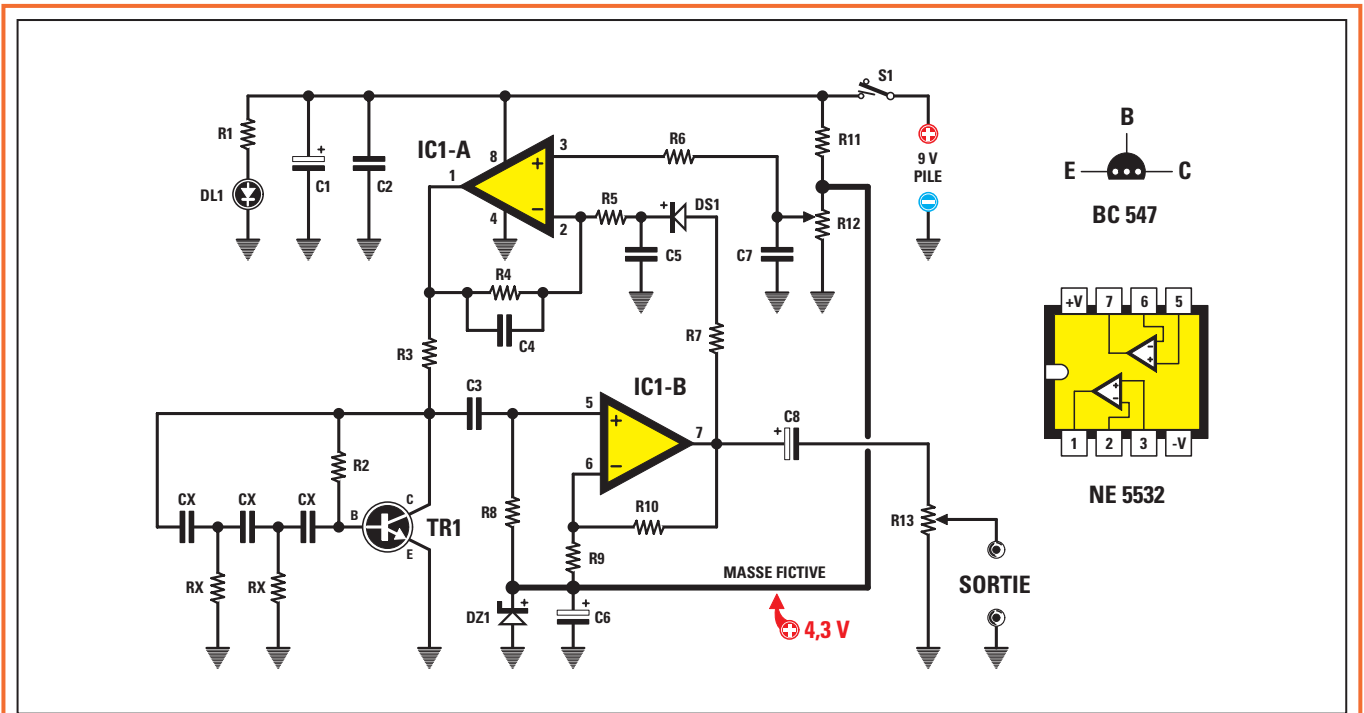 S1
R1
DL1
+
C1
C2
IC1-A
8
1
4
+
−
3
2
R6
R5
+
DS1
C5
C7
R11
R12
+
9 V
PILE
−
B
E
C
BC 547
R4
C4
R3
R7
IC1-B
C3
5
6
+
−
7
+
C8
R2
CX
CX
CX
B
C
E
TR1
RX
RX
R8
R10
R9
MASSE FICTIVE
DZ1
+
+
C6
+ 4,3 V
R13
SORTIE
+V
7
6
5
−
+
+
−
1
2
3
-V
NE 5532